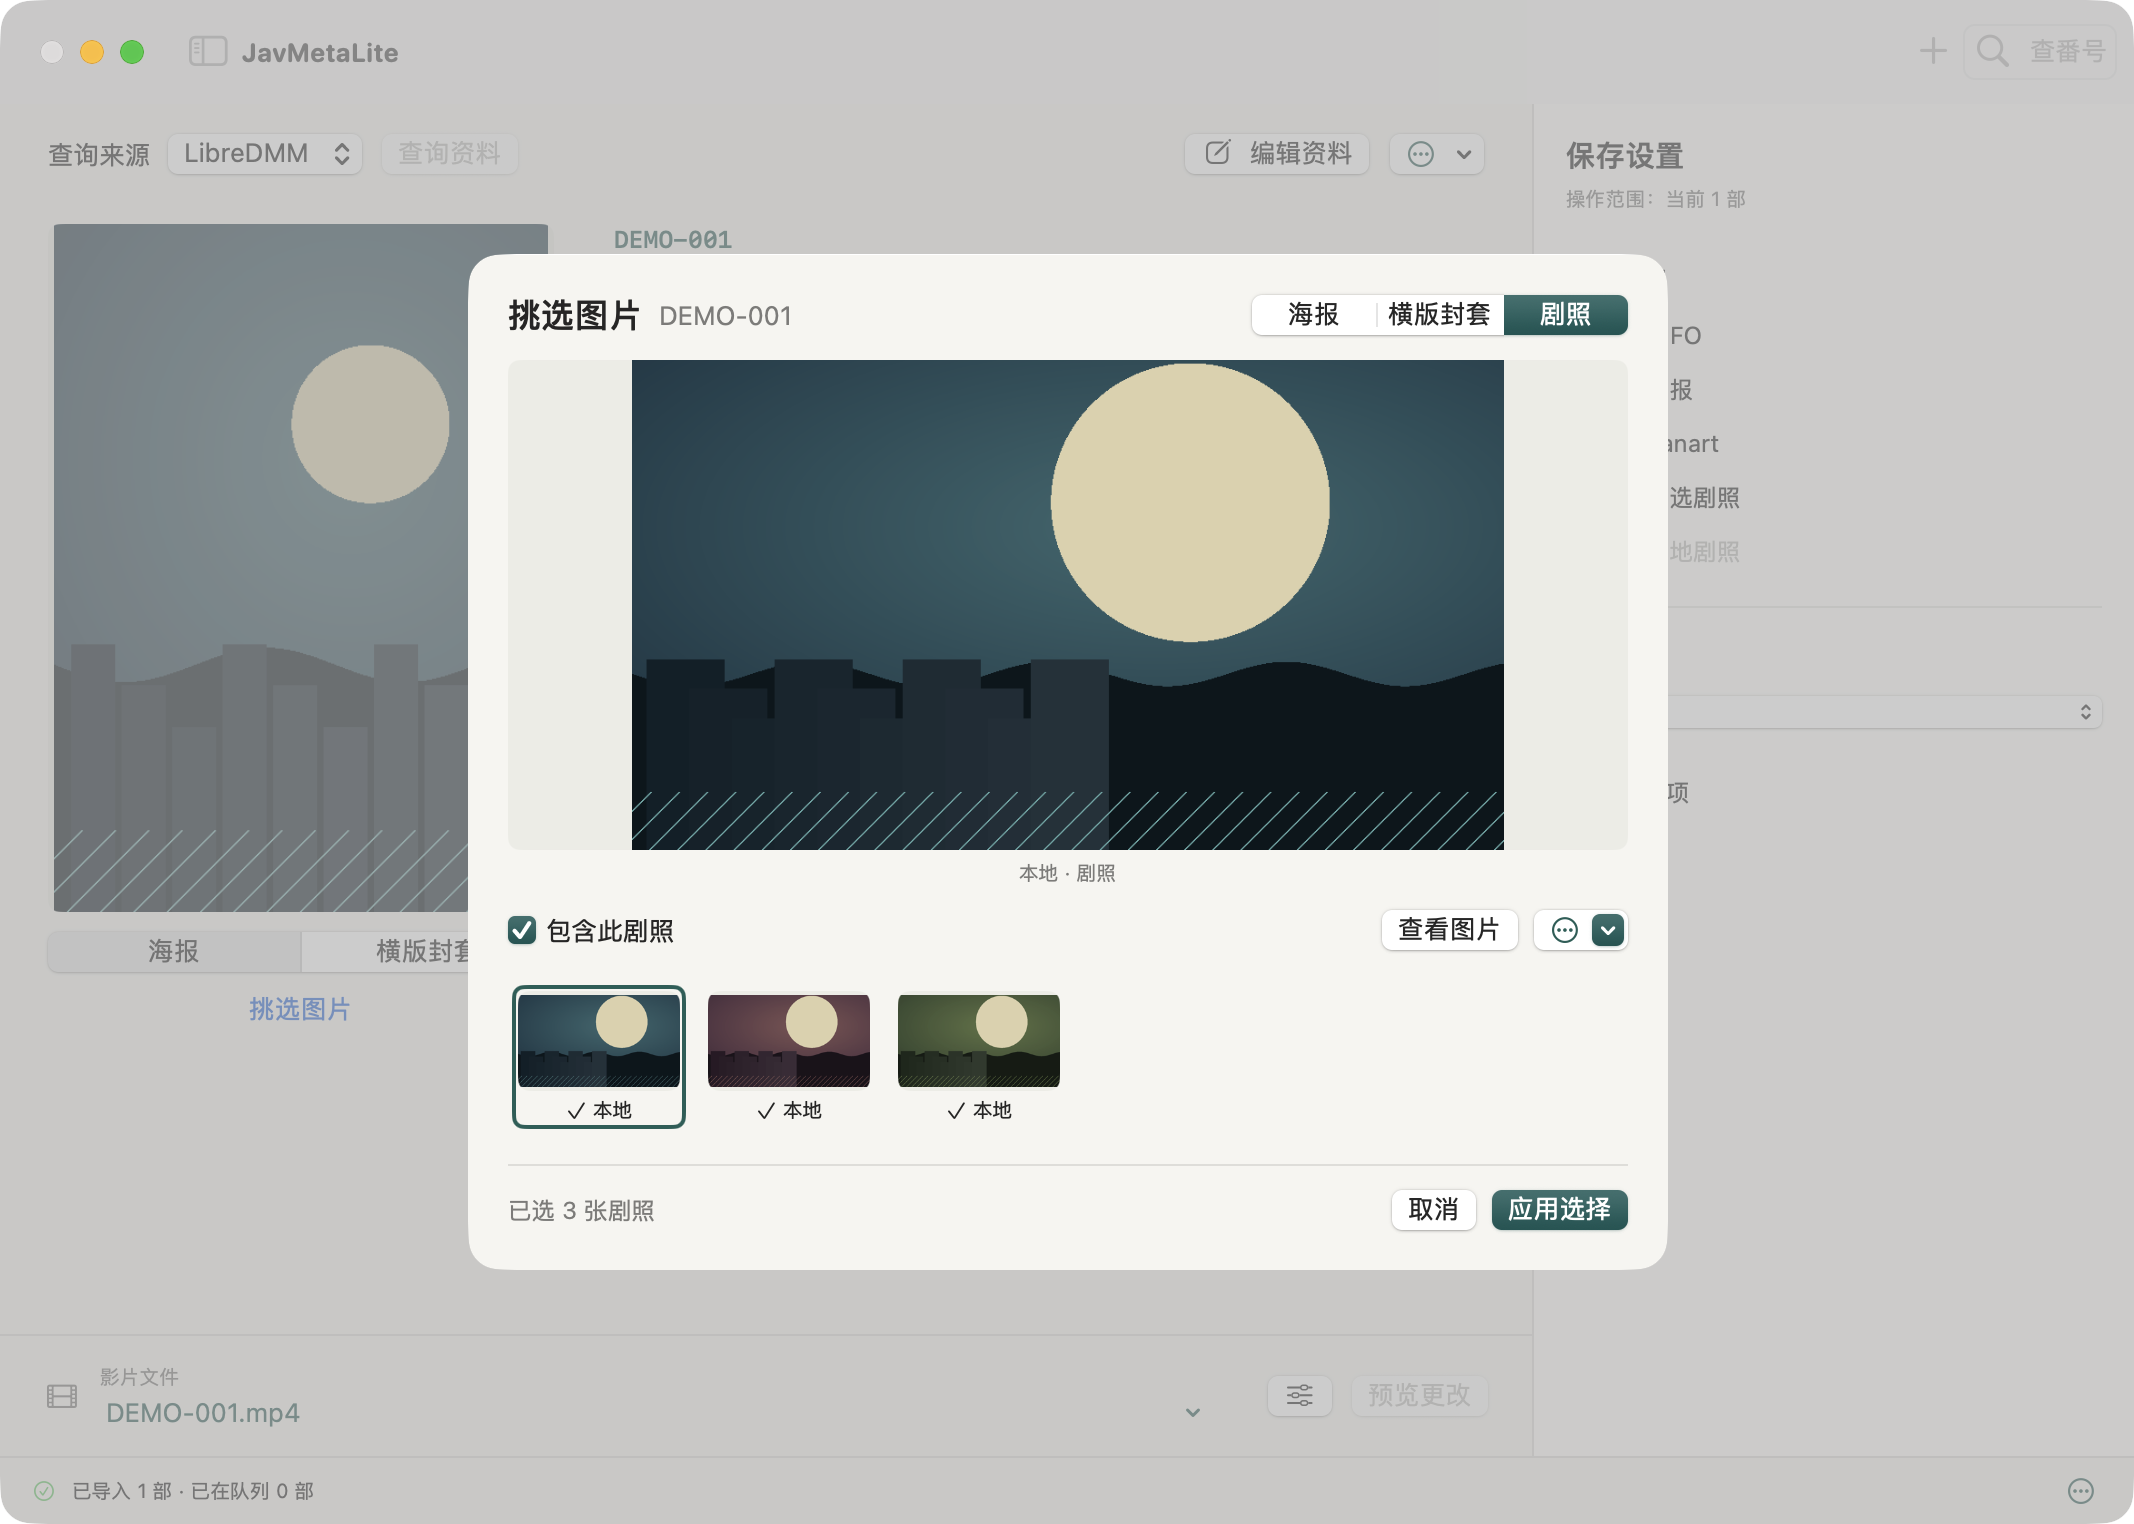 JavMetaLite
查番号
查询来源 LibreDMM 查询资料 编辑资料
保存设置
操作范围：当前 1 部
DEMO-001
挑选图片 DEMO-001 海报 横版封套 剧照
FO
报
anart
选剧照
地剧照
项
本地 · 剧照
包含此剧照 查看图片
本地 本地 本地
已选 3 张剧照 取消 应用选择
海报 横版封套
挑选图片
影片文件
DEMO-001.mp4 预览更改
已导入 1 部 · 已在队列 0 部